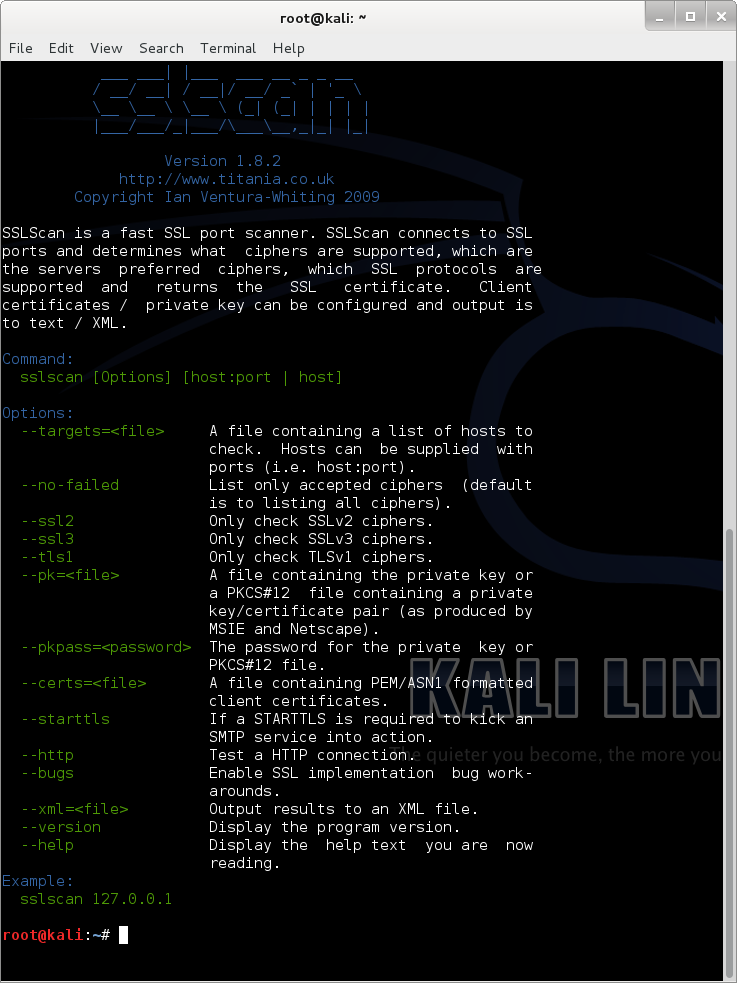 root@kali: ~
File Edit View Search Terminal Help
sslscan
Version 1.8.2
http://www.titania.co.uk
Copyright Ian Ventura-Whiting 2009
SSLScan is a fast SSL port scanner. SSLScan connects to SSL
ports and determines what  ciphers are supported, which are
the servers  preferred  ciphers,  which  SSL  protocols  are
supported  and   returns  the   SSL   certificate.   Client
certificates /  private key can be configured and output is
to text / XML.
Command:
sslscan [Options] [host:port | host]
Options:
--targets=<file>     A file containing a list of hosts to
check.  Hosts can  be supplied  with
ports (i.e. host:port).
--no-failed          List only accepted ciphers  (default
is to listing all ciphers).
--ssl2               Only check SSLv2 ciphers.
--ssl3               Only check SSLv3 ciphers.
--tls1               Only check TLSv1 ciphers.
--pk=<file>          A file containing the private key or
a PKCS#12  file containing a private
key/certificate pair (as produced by
MSIE and Netscape).
--pkpass=<password>  The password for the private  key or
PKCS#12 file.
--certs=<file>       A file containing PEM/ASN1 formatted
client certificates.
--starttls           If a STARTTLS is required to kick an
SMTP service into action.
--http               Test a HTTP connection.
--bugs               Enable SSL implementation  bug work-
arounds.
--xml=<file>         Output results to an XML file.
--version            Display the program version.
--help               Display the  help text  you are  now
reading.
Example:
sslscan 127.0.0.1
root@kali:~#
KALI LIN
The quieter you become, the more you